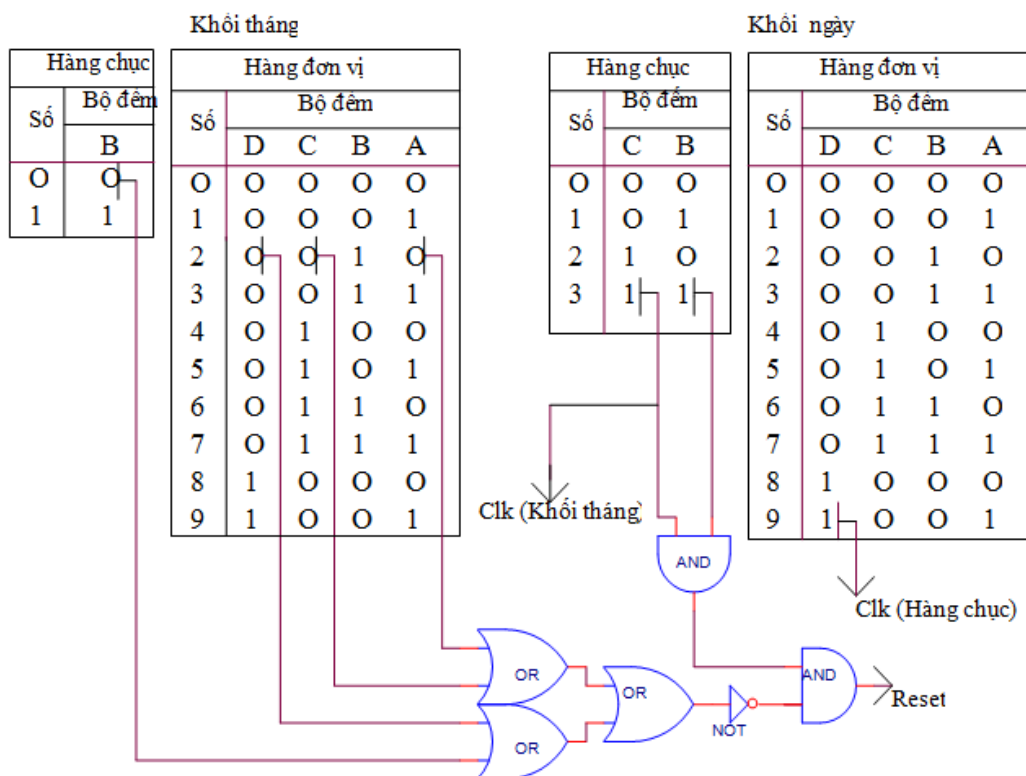 Khối tháng
Khối ngày
Hàng chục
Số
Bộ đếm
B
O O
1 1
Hàng đơn vị
Số
Bộ đếm
D C B A
O O O O O
1 O O O 1
2 O O 1 O
3 O O 1 1
4 O 1 O O
5 O 1 O 1
6 O 1 1 O
7 O 1 1 1
8 1 O O O
9 1 O O 1
Hàng chục
Số
Bộ đếm
C B
O O O
1 O 1
2 1 O
3 1 1
Hàng đơn vị
Số
Bộ đếm
D C B A
O O O O O
1 O O O 1
2 O O 1 O
3 O O 1 1
4 O 1 O O
5 O 1 O 1
6 O 1 1 O
7 O 1 1 1
8 1 O O O
9 1 O O 1
Clk (Khối tháng)
AND
Clk (Hàng chục)
OR
OR
OR
NOT
AND
Reset